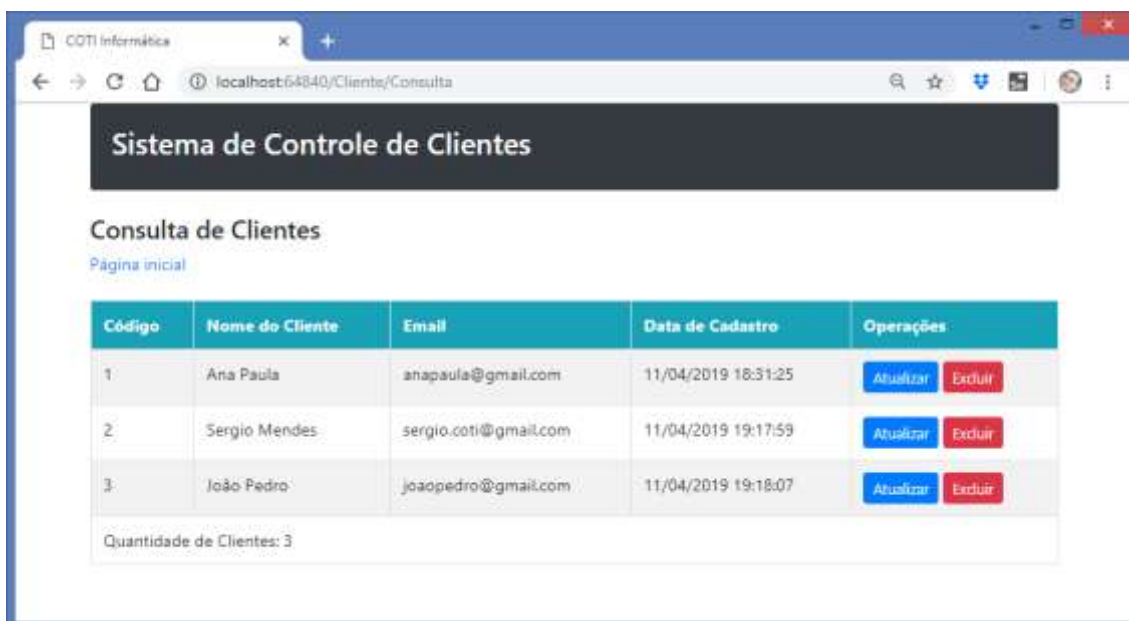 COTI Informática
localhost:64840/Cliente/Consulta
Sistema de Controle de Clientes
Consulta de Clientes
Página inicial
Código Nome do Cliente Email Data de Cadastro Operações
1 Ana Paula anapaula@gmail.com 11/04/2019 18:31:25 Atualizar Excluir
2 Sergio Mendes sergio.coti@gmail.com 11/04/2019 19:17:59 Atualizar Excluir
3 João Pedro joaopedro@gmail.com 11/04/2019 19:18:07 Atualizar Excluir
Quantidade de Clientes: 3